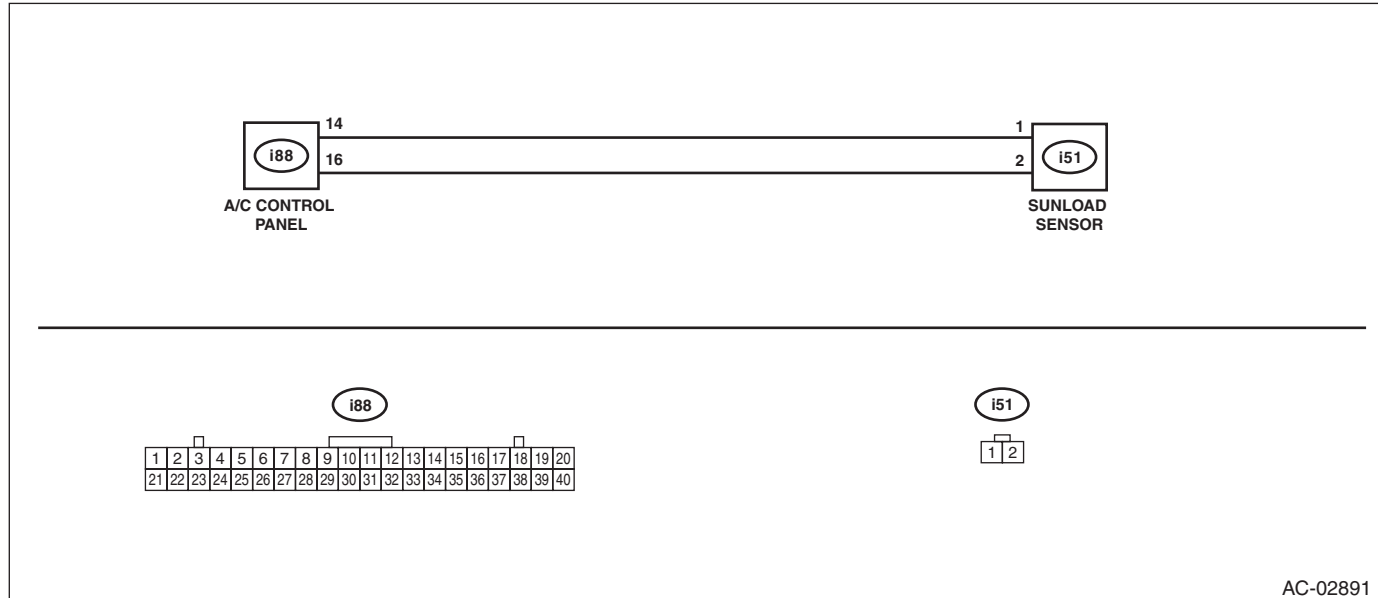 14
1
i88
i51
16
2
A/C CONTROL
PANEL
SUNLOAD
SENSOR
i88
i51
1 2 3 4 5 6 7 8 9 10 11 12 13 14 15 16 17 18 19 20
21 22 23 24 25 26 27 28 29 30 31 32 33 34 35 36 37 38 39 40
1 2
AC-02891